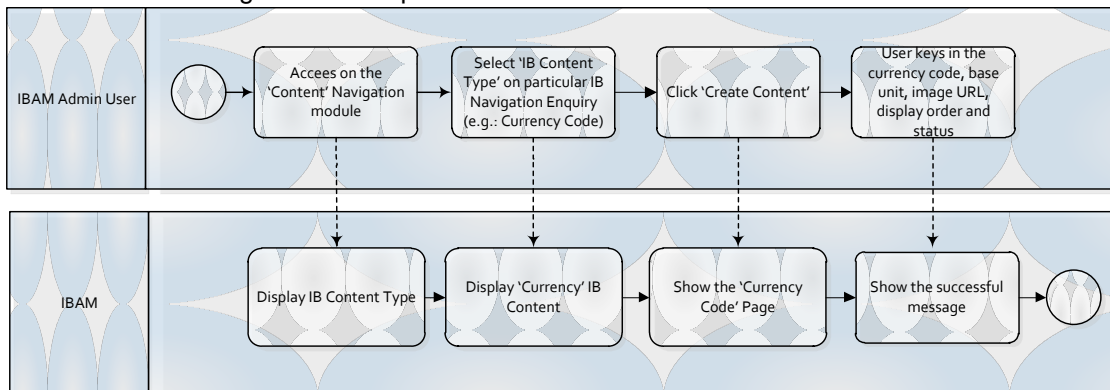 IBAM Admin User
Accees on the
'Content' Navigation
module
Select 'IB Content
Type' on particular IB
Navigation Enquiry
(e.g.: Currency Code)
Click 'Create Content'
User keys in the
currency code, base
unit, image URL,
display order and
status
IBAM
Display IB Content Type
Display 'Currency' IB
Content
Show the 'Currency
Code' Page
Show the successful
message